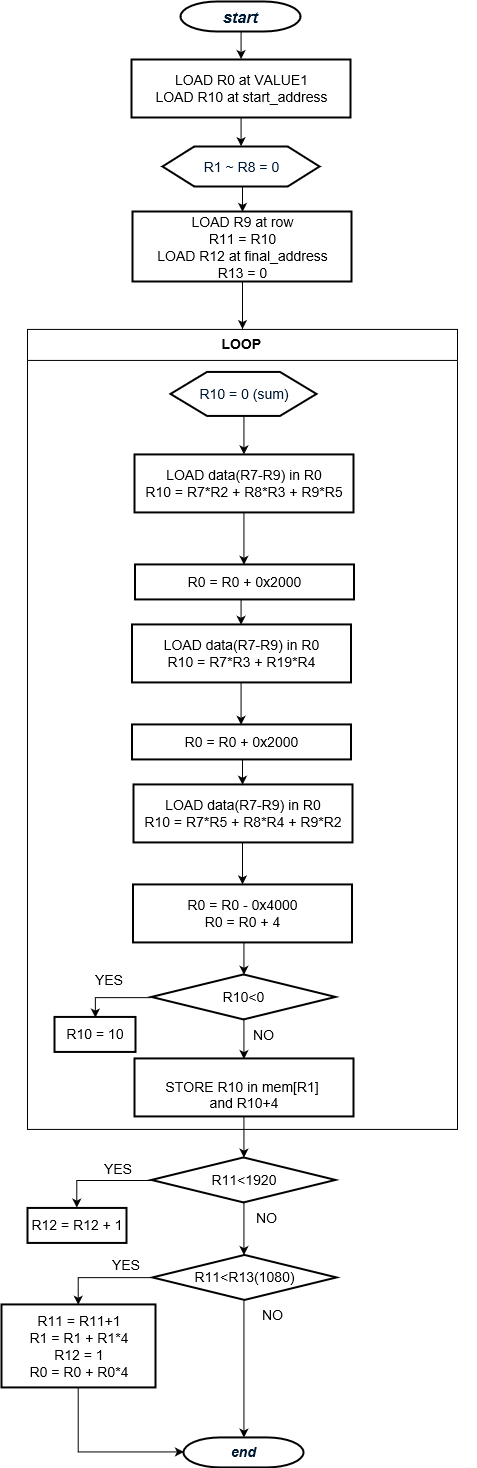 start
LOAD R0 at VALUE1
LOAD R10 at start_address
R1 ~ R8 = 0
LOAD R9 at row
R11 = R10
LOAD R12 at final_address
R13 = 0
LOOP
R10 = 0 (sum)
LOAD data(R7-R9) in R0
R10 = R7*R2 + R8*R3 + R9*R5
R0 = R0 + 0x2000
LOAD data(R7-R9) in R0
R10 = R7*R3 + R19*R4
R0 = R0 + 0x2000
LOAD data(R7-R9) in R0
R10 = R7*R5 + R8*R4 + R9*R2
R0 = R0 - 0x4000
R0 = R0 + 4
R10<0
YES
R10 = 10
NO
STORE R10 in mem[R1]
and R10+4
R11<1920
YES
R12 = R12 + 1
NO
R11<R13(1080)
YES
R11 = R11+1
R1 = R1 + R1*4
R12 = 1
R0 = R0 + R0*4
NO
end